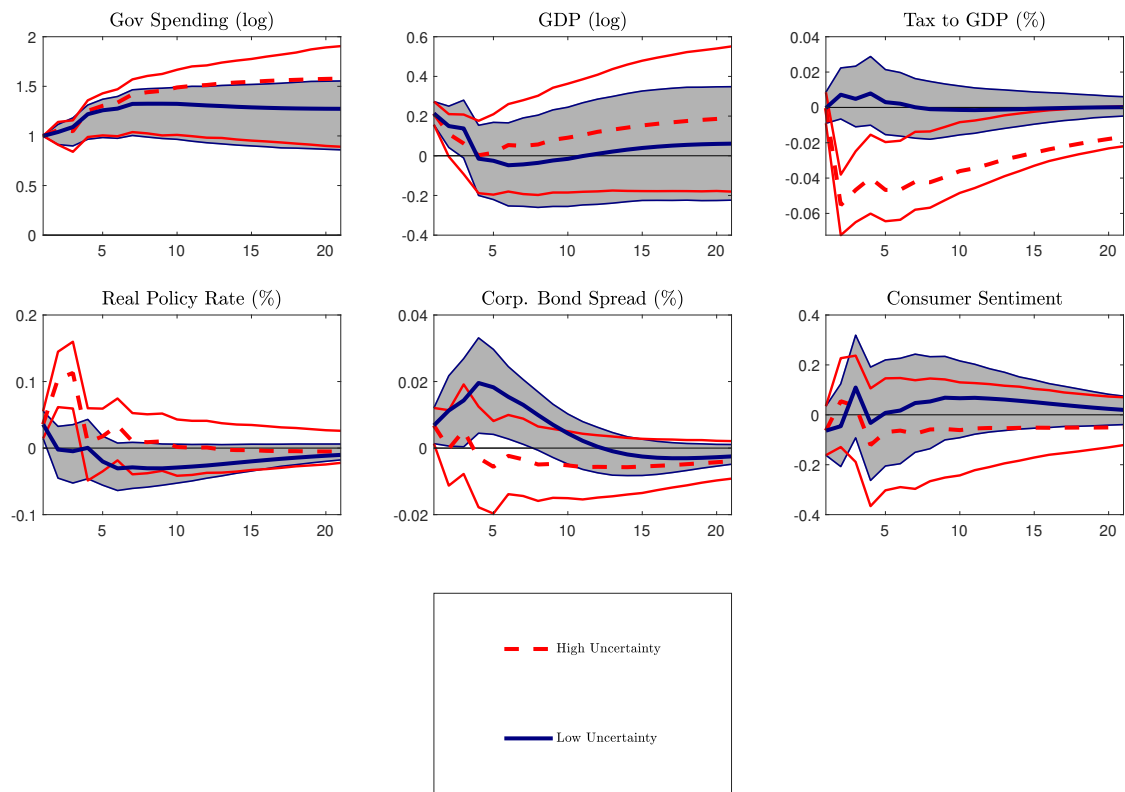 Gov Spending (log)
GDP (log)
Tax to GDP (%)
2
1.5
1
0.5
0
5 10 15 20
0.6
0.4
0.2
0
-0.2
-0.4
5 10 15 20
0.04
0.02
0
-0.02
-0.04
-0.06
5 10 15 20
Real Policy Rate (%)
Corp. Bond Spread (%)
Consumer Sentiment
0.2
0.1
0
-0.1
5 10 15 20
0.04
0.02
0
-0.02
5 10 15 20
0.4
0.2
0
-0.2
-0.4
5 10 15 20
High Uncertainty
Low Uncertainty